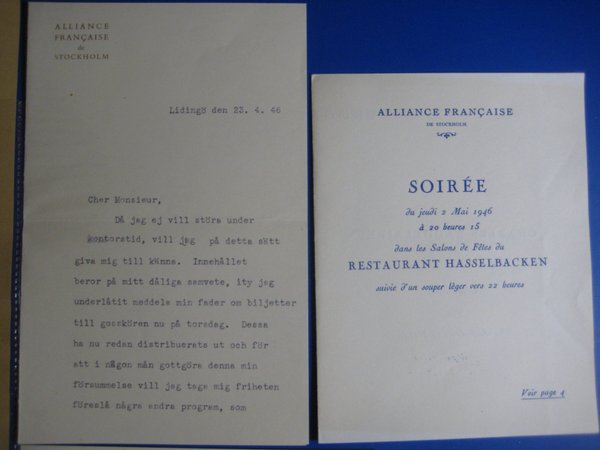 ALLIANCE
FRANÇAISE
de
STOCKHOLM
Lidingö den 23. 4. 46
Cher Monsieur,
Då jag ej vill störa under
kontorstid, vill jag på detta sätt
giva mig till känna. Innehållet
beror på mitt dåliga samvete, ity jag
underlåtit meddela min fader om biljetter
till gosskören nu på torsdag. Dessa
ha nu redan distribuerats ut och för
att i någon mån gottgöra denna min
försummelse vill jag taga mig friheten
föreslå några andra program, som
ALLIANCE FRANÇAISE
DE STOCKHOLM
SOIRÉE
du jeudi 2 Mai 1946
à 20 heures 15
dans les Salons de Fêtes du
RESTAURANT HASSELBACKEN
suivie d'un souper léger vers 22 heures
Voir page 4